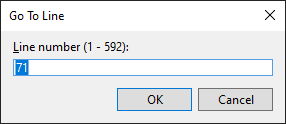 Go To Line
Line number (1 - 592):
71
OK
Cancel